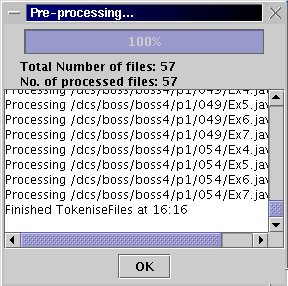 Pre-processing...
100%
Total Number of files: 57
No. of processed files: 57
Processing /dcs/boss/boss4/p1/049/Ex4.jav
Processing /dcs/boss/boss4/p1/049/Ex5.jav
Processing /dcs/boss/boss4/p1/049/Ex6.jav
Processing /dcs/boss/boss4/p1/049/Ex7.jav
Processing /dcs/boss/boss4/p1/054/Ex4.jav
Processing /dcs/boss/boss4/p1/054/Ex5.jav
Processing /dcs/boss/boss4/p1/054/Ex6.jav
Processing /dcs/boss/boss4/p1/054/Ex7.jav
Finished TokeniseFiles at 16:16
OK